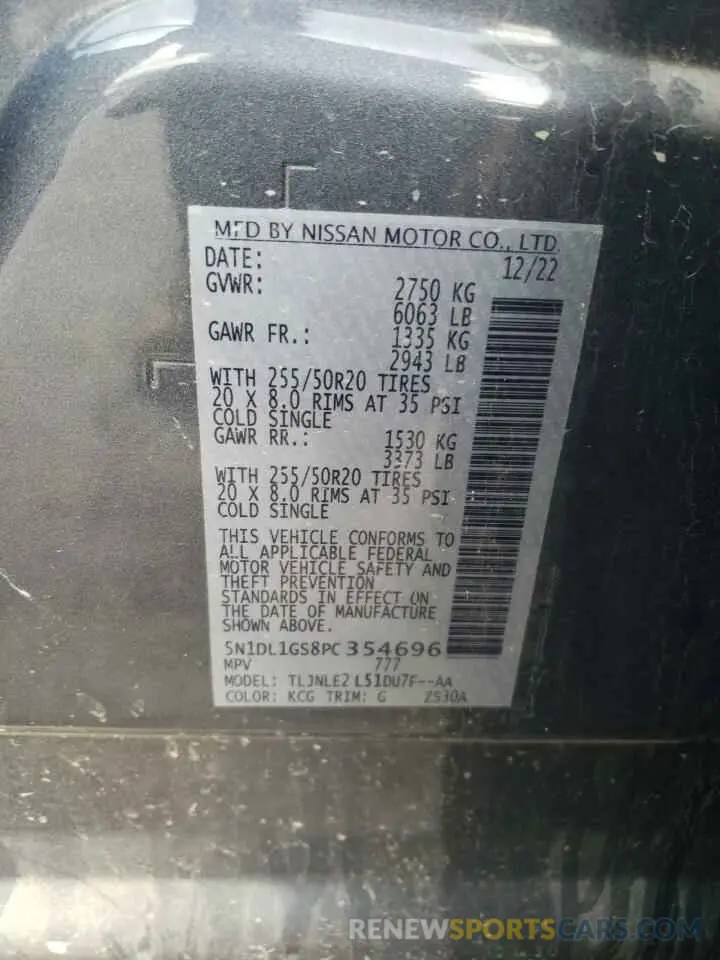 MFD BY NISSAN MOTOR CO., LTD.
DATE: 12/22
GVWR: 2750 KG
6063 LB
GAWR FR.: 1335 KG
2943 LB
WITH 255/50R20 TIRES
20 X 8.0 RIMS AT 35 PSI
COLD SINGLE
GAWR RR.: 1530 KG
3373 LB
WITH 255/50R20 TIRES
20 X 8.0 RIMS AT 35 PSI
COLD SINGLE
THIS VEHICLE CONFORMS TO
ALL APPLICABLE FEDERAL
MOTOR VEHICLE SAFETY AND
THEFT PREVENTION
STANDARDS IN EFFECT ON
THE DATE OF MANUFACTURE
SHOWN ABOVE.
5N1DL1GS8PC354696
MPV 777
MODEL: TLJNLE2 L51DU7F--AA
COLOR: KCG TRIM: G 2530A
RENEWSPORTSCARS.COM